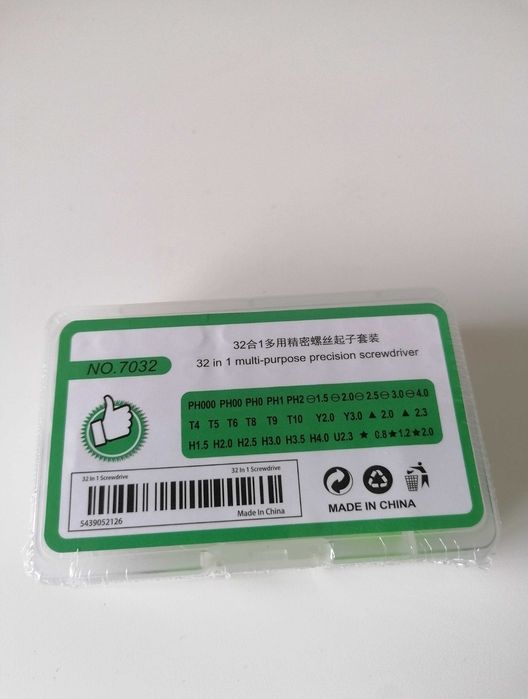 32合1多用精密螺丝起子套装
NO.7032
32 in 1 multi-purpose precision screwdriver
PH000 PH00 PH0 PH1 PH2 ⊖1.5 ⊖2.0 ⊖2.5 ⊖3.0 ⊖4.0
T4 T5 T6 T8 T9 T10 Y2.0 Y3.0 ▲ 2.0 ▲ 2.3
H1.5 H2.0 H2.5 H3.0 H3.5 H4.0 U2.3 ★ 0.8 ★1.2 ★2.0
32 In 1 Screwdrive 32 In 1 Screwdrive
5439052126 Made In China
MADE IN CHINA